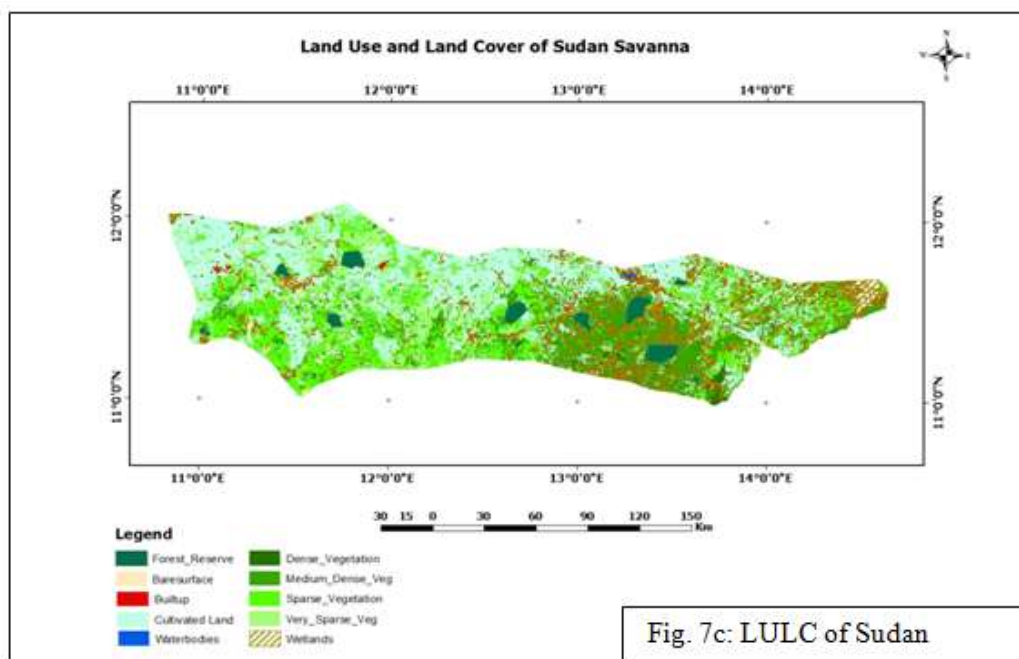 Land Use and Land Cover of Sudan Savanna
N
W E
S
11°0'0"E 12°0'0"E 13°0'0"E 14°0'0"E
12°0'0"N 12°0'0"N
11°0'0"N 11°0'0"N
11°0'0"E 12°0'0"E 13°0'0"E 14°0'0"E
30 15 0 30 60 90 120 150
Km
Legend
Forest_Reserve Dense_Vegetation
Baresurface Medium_Dense_Veg
Builtup Sparse_Vegetation
Cultivated Land Very_Sparse_Veg
Waterbodies Wetlands
Fig. 7c: LULC of Sudan